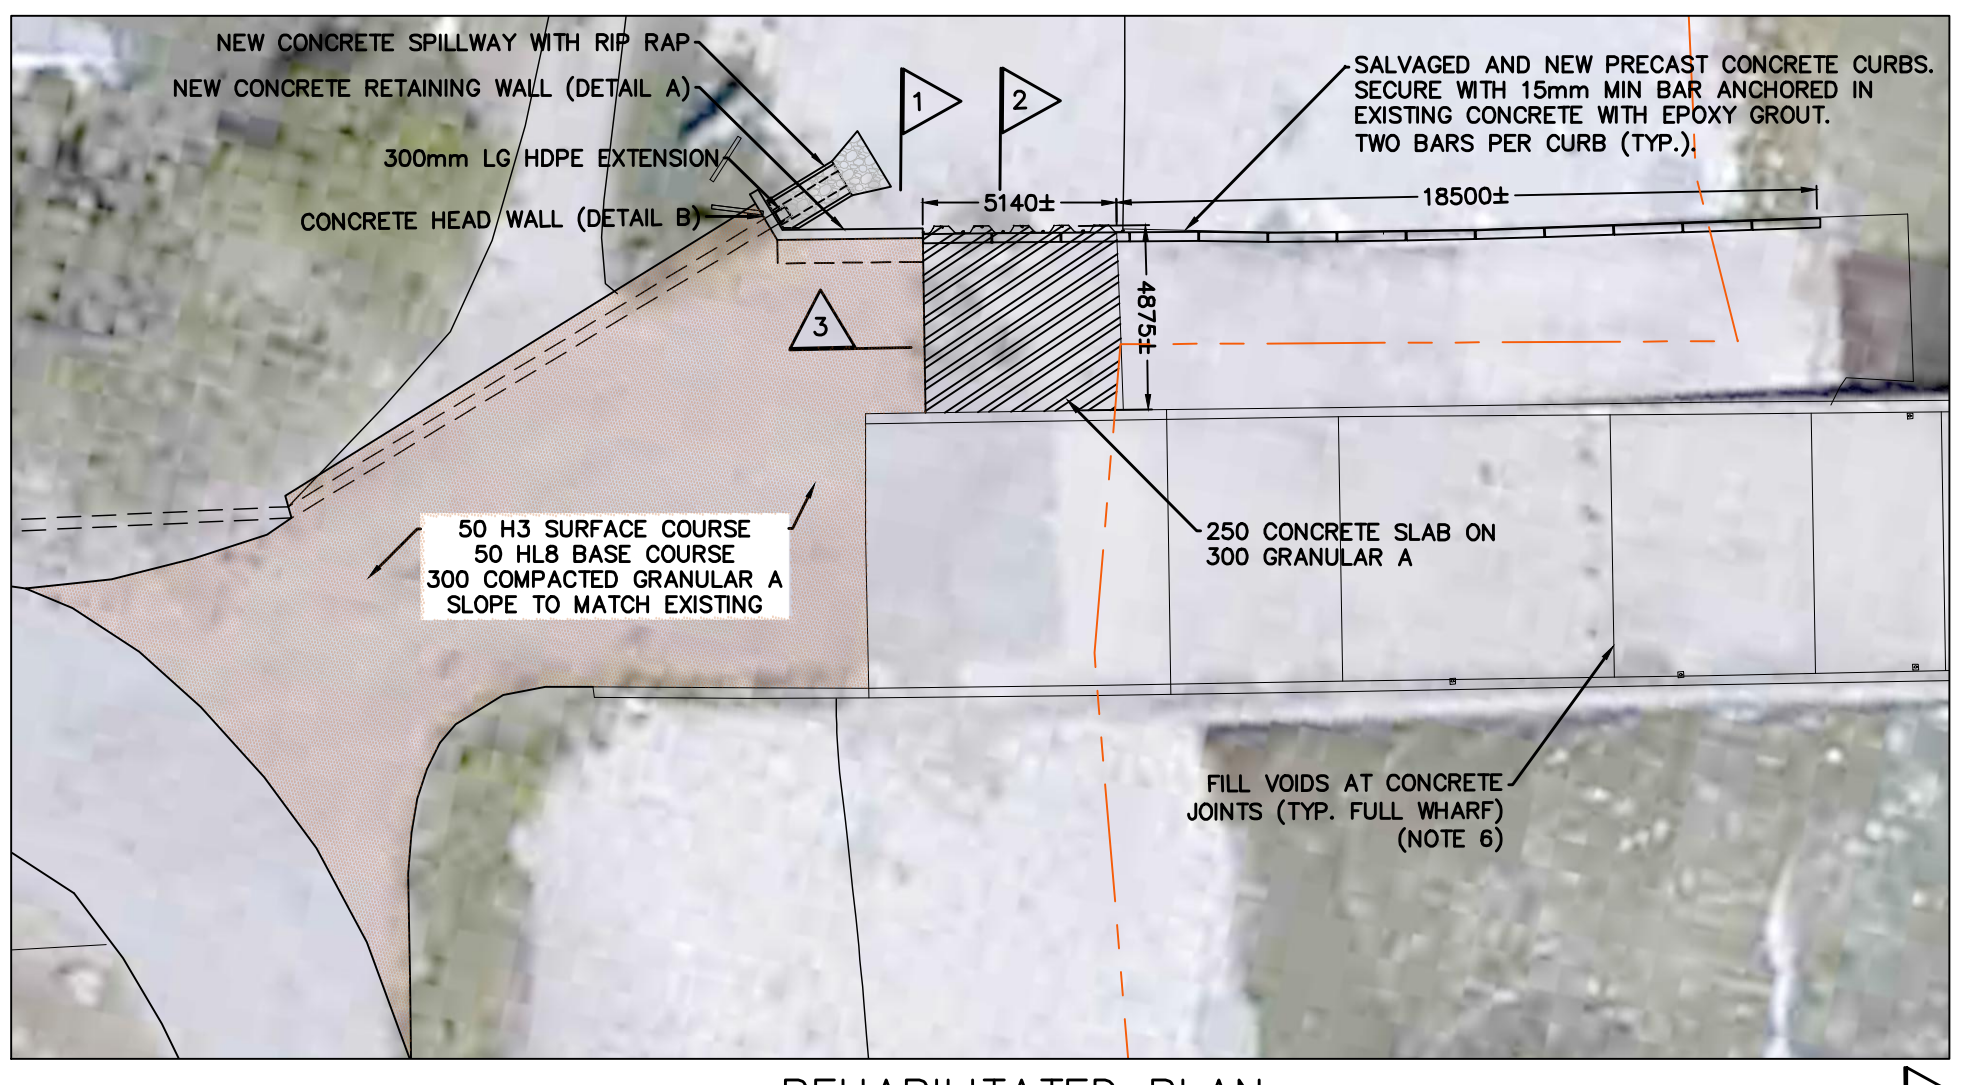 NEW CONCRETE SPILLWAY WITH RIP RAP
NEW CONCRETE RETAINING WALL (DETAIL A)
300mm LG HDPE EXTENSION
CONCRETE HEAD WALL (DETAIL B)
1
2
SALVAGED AND NEW PRECAST CONCRETE CURBS.
SECURE WITH 15mm MIN BAR ANCHORED IN
EXISTING CONCRETE WITH EPOXY GROUT.
TWO BARS PER CURB (TYP.).
5140±
18500±
4875±
3
50 H3 SURFACE COURSE
50 HL8 BASE COURSE
300 COMPACTED GRANULAR A
SLOPE TO MATCH EXISTING
250 CONCRETE SLAB ON
300 GRANULAR A
FILL VOIDS AT CONCRETE
JOINTS (TYP. FULL WHARF)
(NOTE 6)
REHABILITATED PLAN